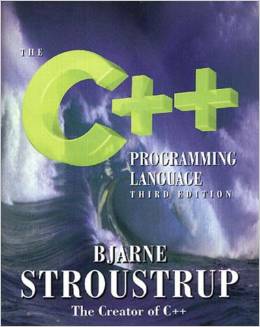 THE
C++
PROGRAMMING
LANGUAGE
THIRD EDITION
BJARNE
STROUSTRUP
The Creator of C++